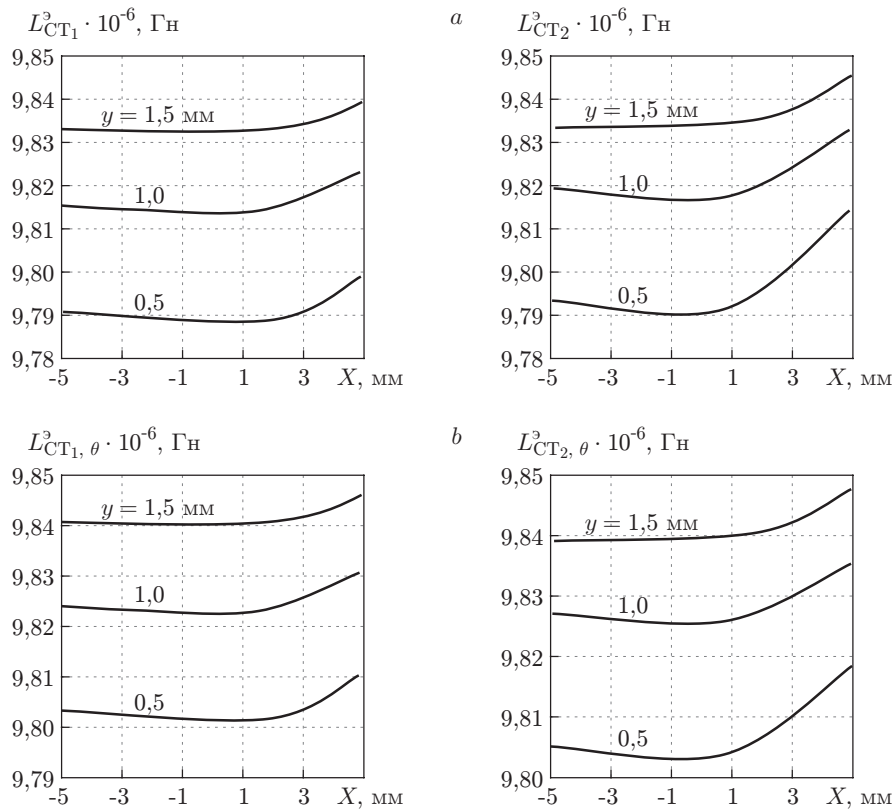 L^э_СТ₁ · 10⁻⁶, Гн
9,85
9,84
9,83
9,82
9,81
9,80
9,79
9,78
y = 1,5 мм
1,0
0,5
-5 -3 -1 1 3 X, мм
a
L^э_СТ₂ · 10⁻⁶, Гн
9,85
9,84
9,83
9,82
9,81
9,80
9,79
9,78
y = 1,5 мм
1,0
0,5
-5 -3 -1 1 3 X, мм
L^э_СТ₁, θ · 10⁻⁶, Гн
9,85
9,84
9,83
9,82
9,81
9,80
9,79
y = 1,5 мм
1,0
0,5
-5 -3 -1 1 3 X, мм
b
L^э_СТ₂, θ · 10⁻⁶, Гн
9,85
9,84
9,83
9,82
9,81
9,80
y = 1,5 мм
1,0
0,5
-5 -3 -1 1 3 X, мм